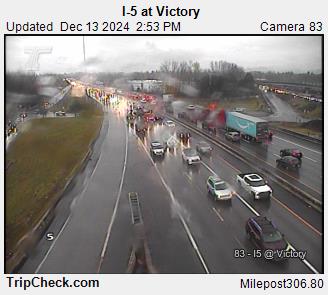 I-5 at Victory
Updated Dec 13 2024 2:53 PM Camera 83
S
83 - I5 @ Victory
TripCheck.com Milepost306.80